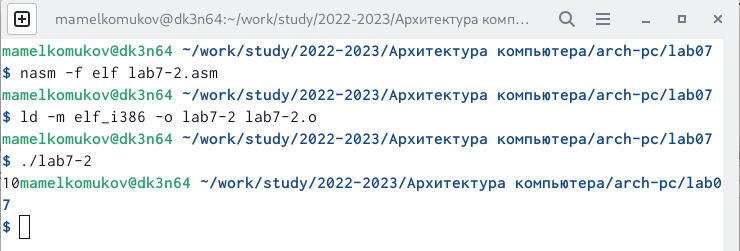 mamelkomukov@dk3n64:~/work/study/2022-2023/Архитектура комп…
mamelkomukov@dk3n64 ~/work/study/2022-2023/Архитектура компьютера/arch-pc/lab07
$ nasm -f elf lab7-2.asm
mamelkomukov@dk3n64 ~/work/study/2022-2023/Архитектура компьютера/arch-pc/lab07
$ ld -m elf_i386 -o lab7-2 lab7-2.o
mamelkomukov@dk3n64 ~/work/study/2022-2023/Архитектура компьютера/arch-pc/lab07
$ ./lab7-2
10mamelkomukov@dk3n64 ~/work/study/2022-2023/Архитектура компьютера/arch-pc/lab0
7
$